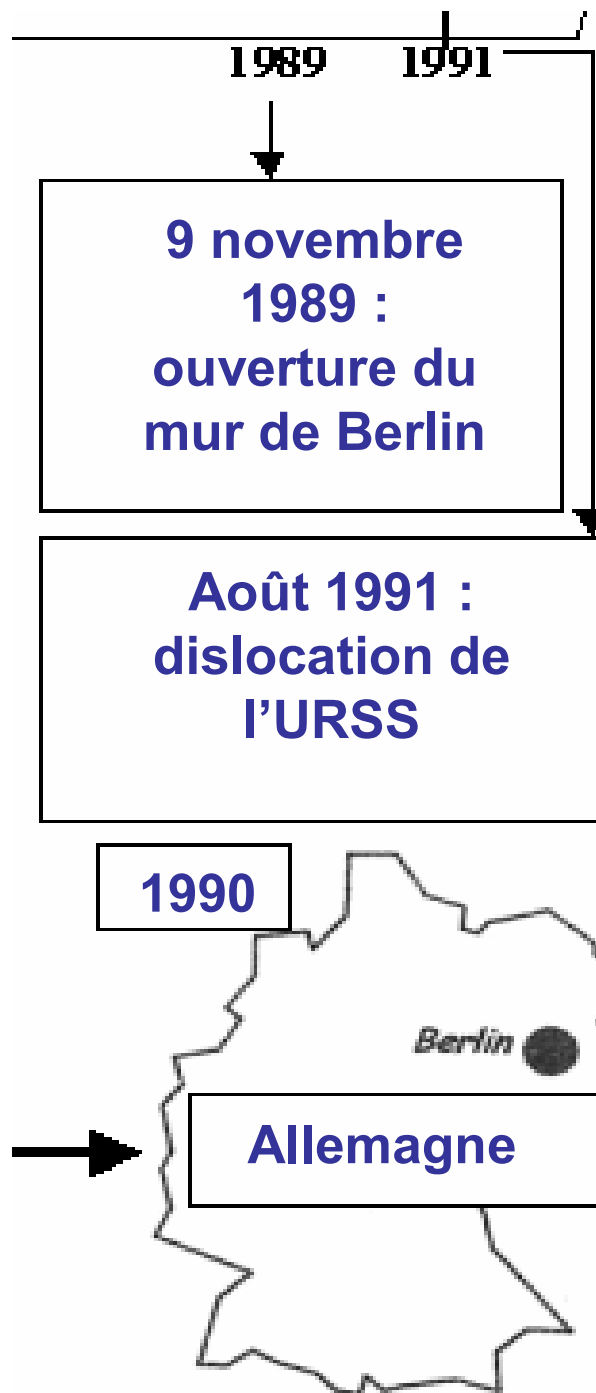 1989 1991
9 novembre
1989 :
ouverture du
mur de Berlin
Août 1991 :
dislocation de
l’URSS
1990
Berlin
Allemagne